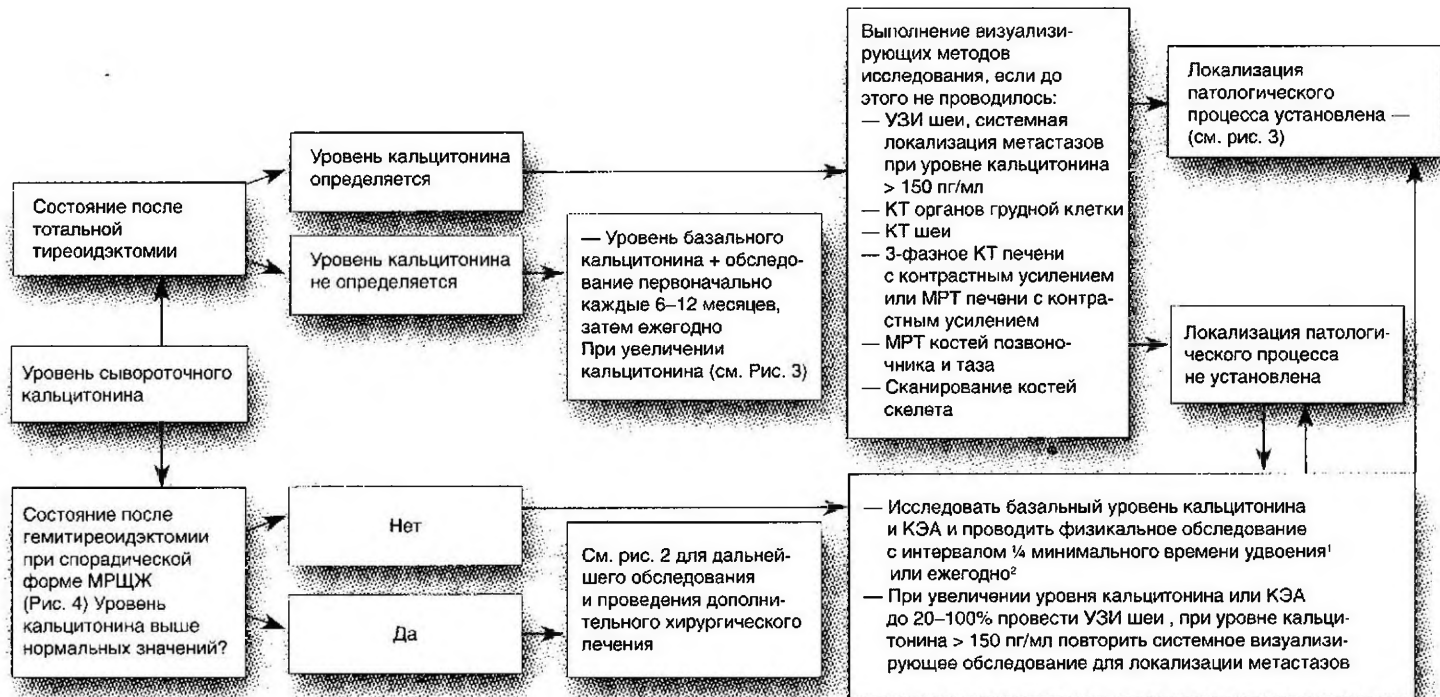 Состояние после
тотальной
тиреоидэктомии
Уровень сывороточного
кальцитонина
Состояние после
гемитиреоидэктомии
при спорадической
форме МРЩЖ
(Рис. 4) Уровень
кальцитонина выше
нормальных значений?
Уровень кальцитонина
определяется
Уровень кальцитонина
не определяется
Нет
Да
— Уровень базального
кальцитонина + обследо-
вание первоначально
каждые 6–12 месяцев,
затем ежегодно
При увеличении
кальцитонина (см. Рис. 3)
См. рис. 2 для дальней-
шего обследования
и проведения дополни-
тельного хирургического
лечения
Выполнение визуализи-
рующих методов
исследования, если до
этого не проводилось:
— УЗИ шеи, системная
локализация метастазов
при уровне кальцитонина
> 150 пг/мл
— КТ органов грудной клетки
— КТ шеи
— 3-фазное КТ печени
с контрастным усилением
или МРТ печени с контра-
стным усилением
— МРТ костей позвоно-
чника и таза
— Сканирование костей
скелета
Локализация
патологического
процесса установлена —
(см. рис. 3)
Локализация патологи-
ческого процесса
не установлена
— Исследовать базальный уровень кальцитонина
и КЭА и проводить физикальное обследование
с интервалом ¼ минимального времени удвоения¹
или ежегодно²
— При увеличении уровня кальцитонина или КЭА
до 20–100% провести УЗИ шеи , при уровне кальци-
тонина > 150 пг/мл повторить системное визуализи-
рующее обследование для локализации метастазов